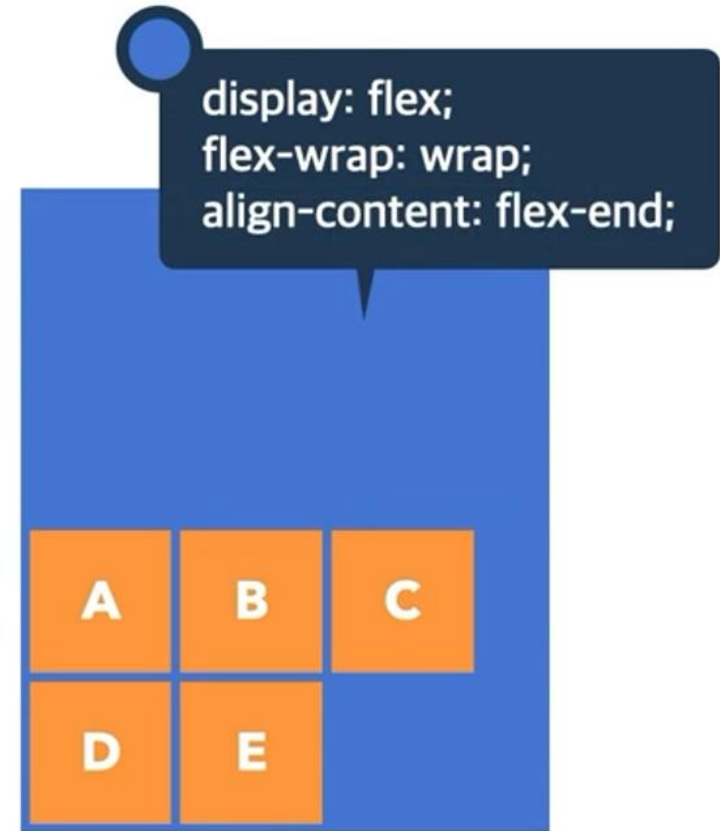 display: flex;
flex-wrap: wrap;
align-content: flex-end;
A B C
D E